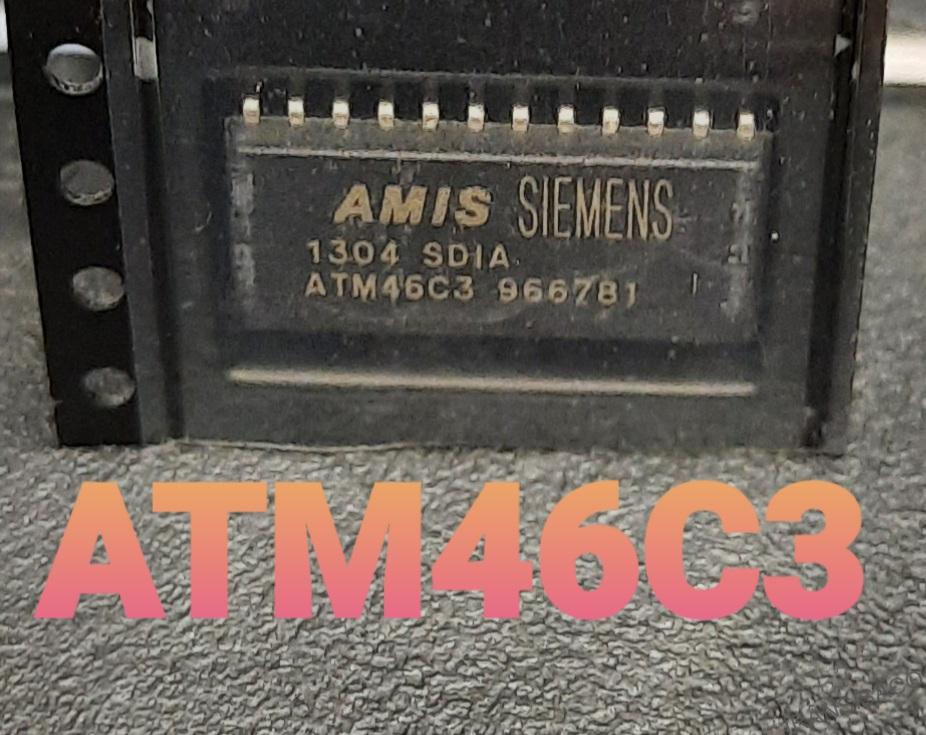 AMIS SIEMENS
1304 SDIA
ATM46C3 966781
ATM46C3